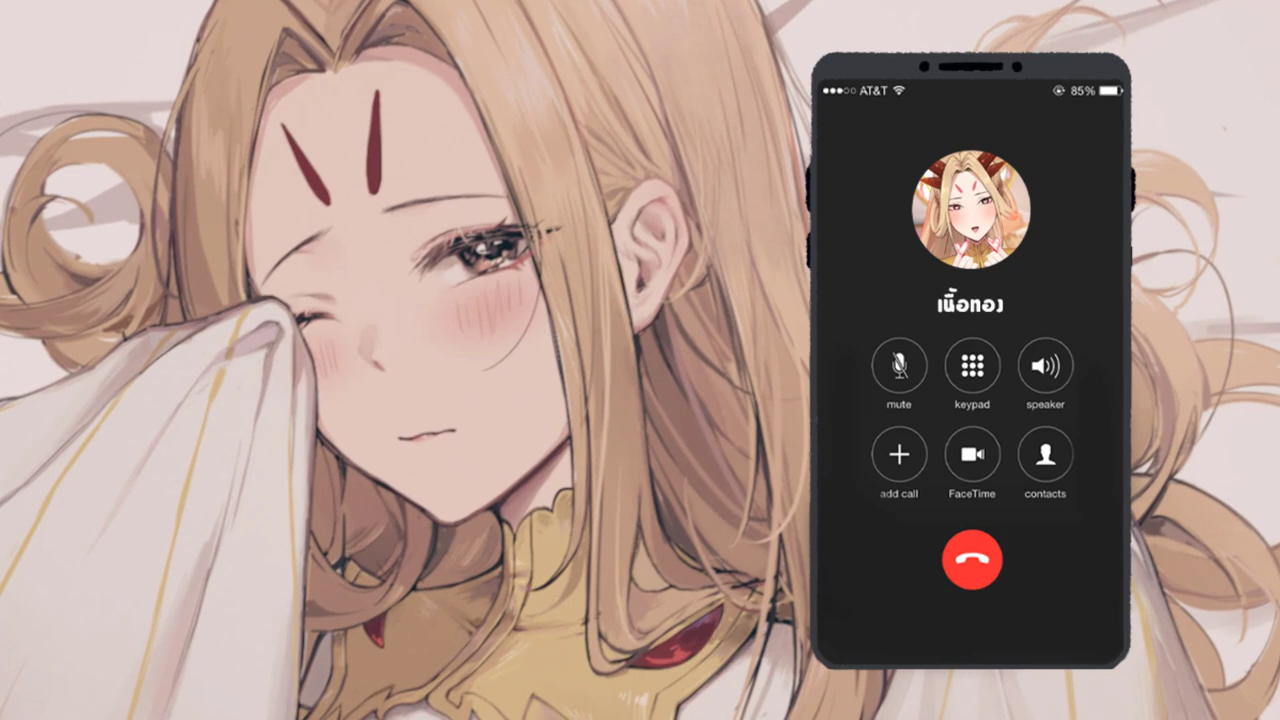 AT&T 85%
เนื้อทอง
mute keypad speaker
add call FaceTime contacts